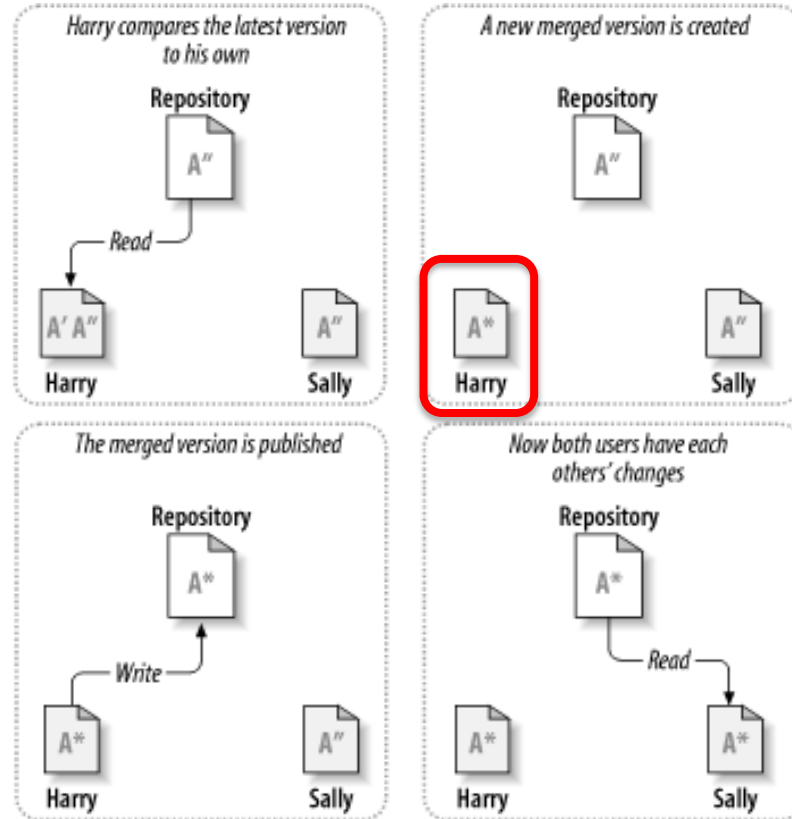 Harry compares the latest version
to his own
Repository
A″
Read
A′ A″
A″
Harry
Sally
A new merged version is created
Repository
A″
A*
A″
Harry
Sally
The merged version is published
Repository
A*
Write
A*
A″
Harry
Sally
Now both users have each
others’ changes
Repository
A*
Read
A*
A*
Harry
Sally